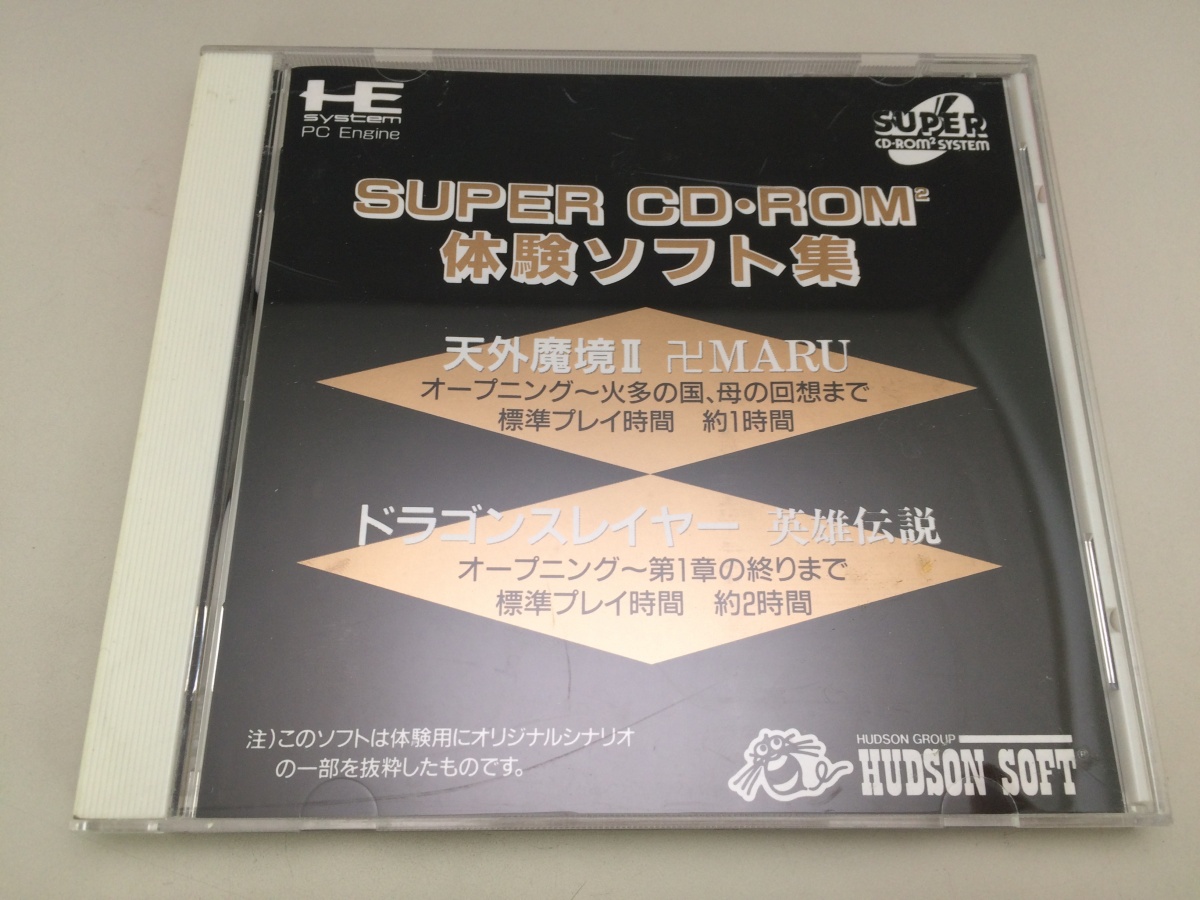 HE
system
PC Engine
SUPER
CD-ROM² SYSTEM
SUPER CD・ROM²
体験ソフト集
天外魔境Ⅱ 卍MARU
オープニング〜火多の国、母の回想まで
標準プレイ時間 約1時間
ドラゴンスレイヤー 英雄伝説
オープニング〜第1章の終りまで
標準プレイ時間 約2時間
注)このソフトは体験用にオリジナルシナリオ
の一部を抜粋したものです。
HUDSON GROUP
HUDSON SOFT